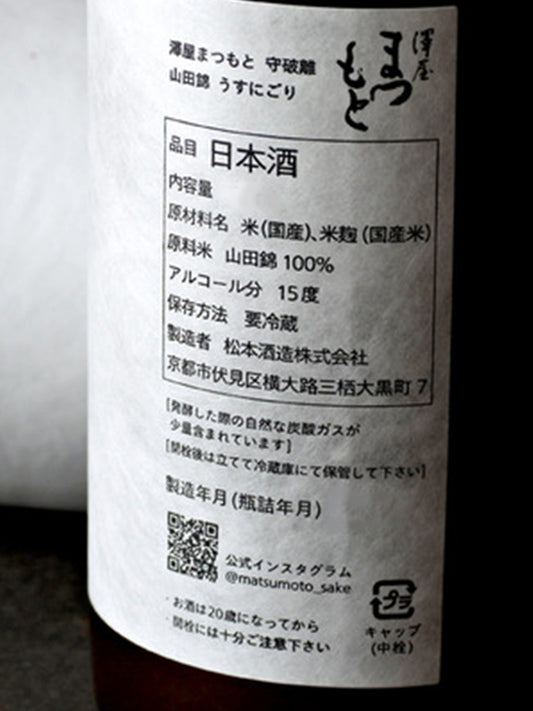 澤屋
まつもと
澤屋まつもと 守破離
山田錦 うすにごり
品目 日本酒
内容量
原材料名 米(国産)、米麹(国産米)
原料米 山田錦 100%
アルコール分 15度
保存方法 要冷蔵
製造者 松本酒造株式会社
京都市伏見区横大路三栖大黒町 7
[発酵した際の自然な炭酸ガスが
少量含まれています]
[開栓後は立てて冷蔵庫にて保管して下さい]
製造年月(瓶詰年月)
公式インスタグラム
@matsumoto_sake
・お酒は20歳になってから
・開栓には十分ご注意下さい
プラ
キャップ
(中栓)